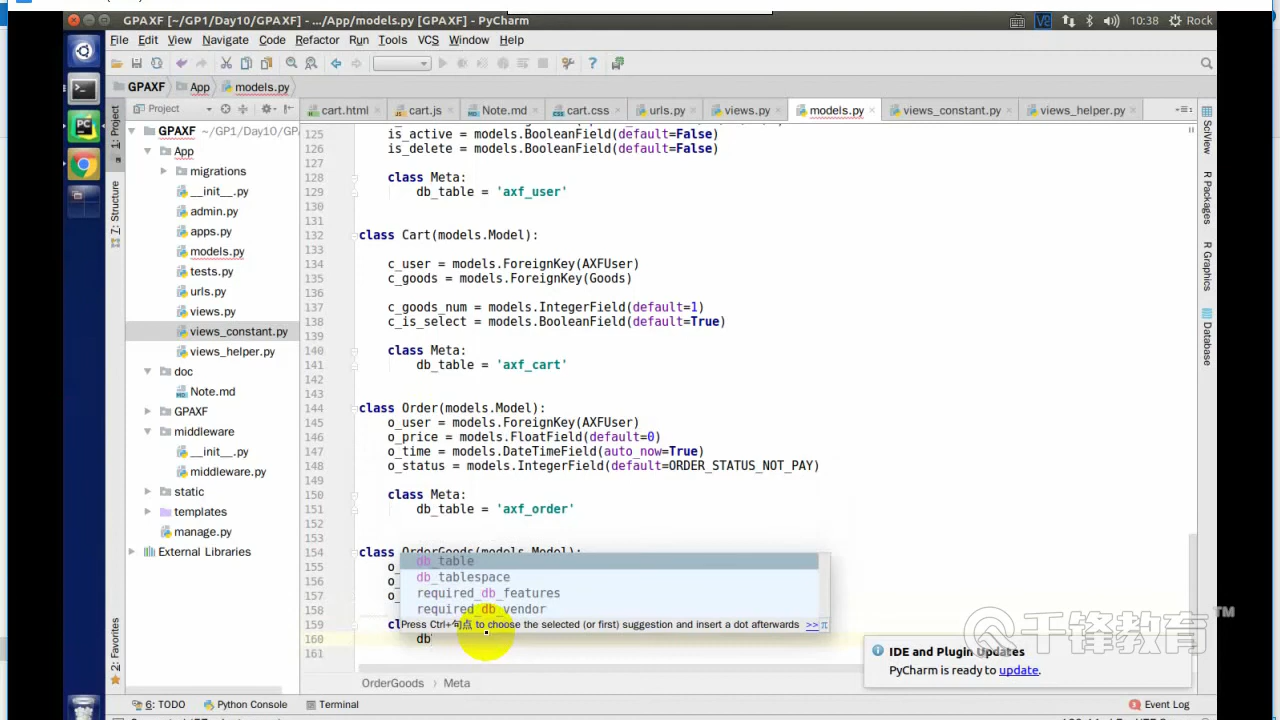 GPAXF [~/GP1/Day10/GPAXF] - .../App/models.py [GPAXF] - PyCharm
10:38 Rock
File Edit View Navigate Code Refactor Run Tools VCS Window Help
GPAXF App models.py
Project
cart.html cart.js Note.md cart.css urls.py views.py models.py views_constant.py views_helper.py
1: Project
7: Structure
2: Favorites
SciView
R Packages
R Graphics
Database
GPAXF ~/GP1/Day10/GPA
App
migrations
__init__.py
admin.py
apps.py
models.py
tests.py
urls.py
views.py
views_constant.py
views_helper.py
doc
Note.md
GPAXF
middleware
__init__.py
middleware.py
static
templates
manage.py
External Libraries
125 is_active = models.BooleanField(default=False)
126 is_delete = models.BooleanField(default=False)
127
128 class Meta:
129 db_table = 'axf_user'
130
131
132 class Cart(models.Model):
133
134 c_user = models.ForeignKey(AXFUser)
135 c_goods = models.ForeignKey(Goods)
136
137 c_goods_num = models.IntegerField(default=1)
138 c_is_select = models.BooleanField(default=True)
139
140 class Meta:
141 db_table = 'axf_cart'
142
143
144 class Order(models.Model):
145 o_user = models.ForeignKey(AXFUser)
146 o_price = models.FloatField(default=0)
147 o_time = models.DateTimeField(auto_now=True)
148 o_status = models.IntegerField(default=ORDER_STATUS_NOT_PAY)
149
150 class Meta:
151 db_table = 'axf_order'
152
153
154 class OrderGoods(models.Model):
155 o
156 o
157 o
158
159 cl
160 db
161
db_table
db_tablespace
required_db_features
required_db_vendor
Press Ctrl+句点 to choose the selected (or first) suggestion and insert a dot afterwards >> π
千锋教育 TM
IDE and Plugin Updates
PyCharm is ready to update.
OrderGoods Meta
6: TODO Python Console Terminal Event Log